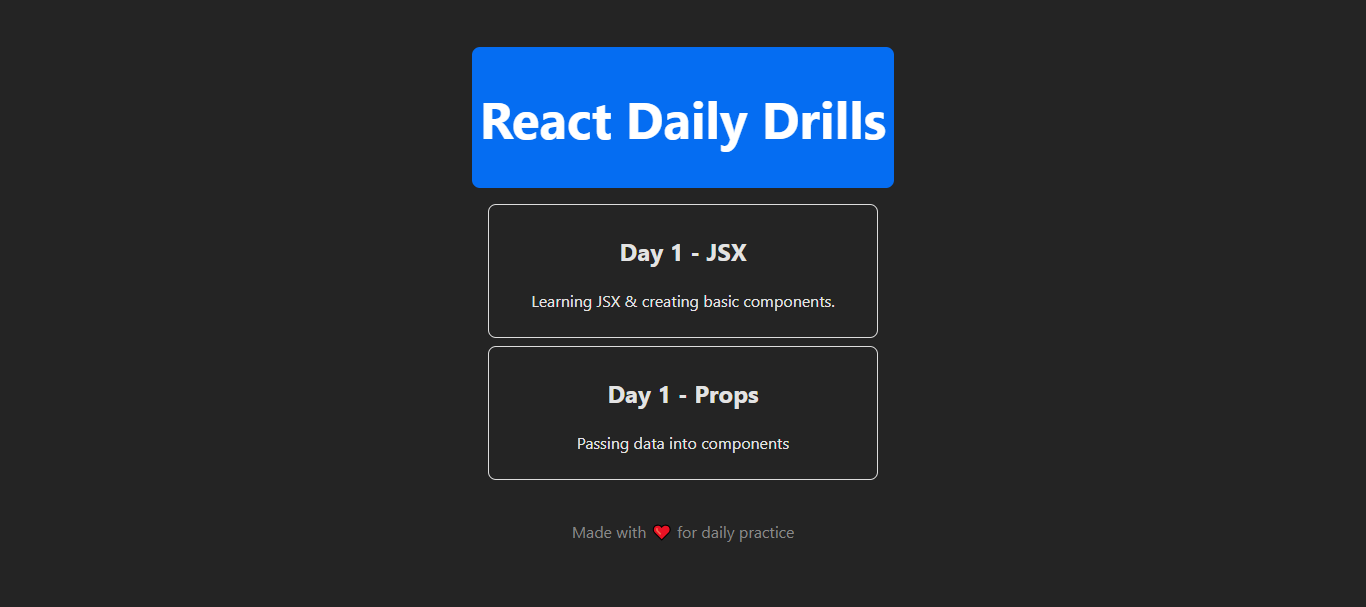 React Daily Drills
Day 1 - JSX
Learning JSX & creating basic components.
Day 1 - Props
Passing data into components
Made with ❤️ for daily practice